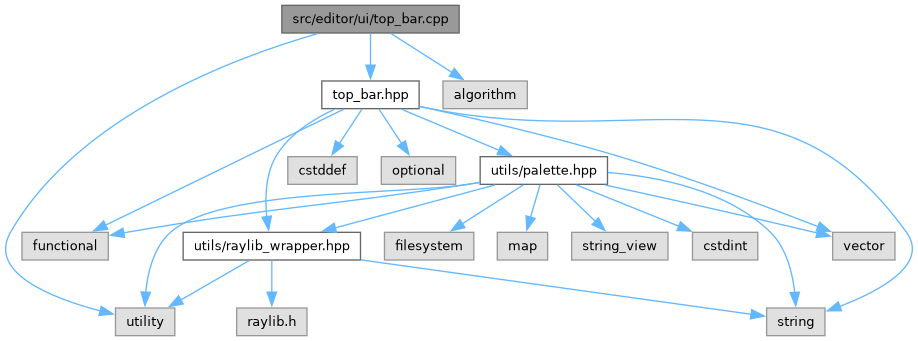 src/editor/ui/top_bar.cpp
top_bar.hpp
algorithm
cstddef
optional
utils/palette.hpp
functional
utils/raylib_wrapper.hpp
filesystem
map
string_view
cstdint
vector
utility
raylib.h
string